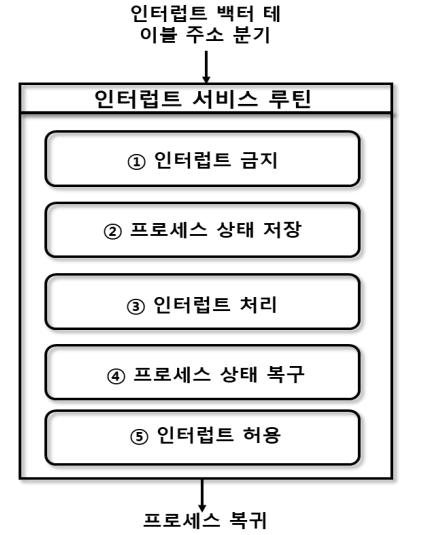 인터럽트 백터 테
이블 주소 분기
인터럽트 서비스 루틴
① 인터럽트 금지
② 프로세스 상태 저장
③ 인터럽트 처리
④ 프로세스 상태 복구
⑤ 인터럽트 허용
프로세스 복귀